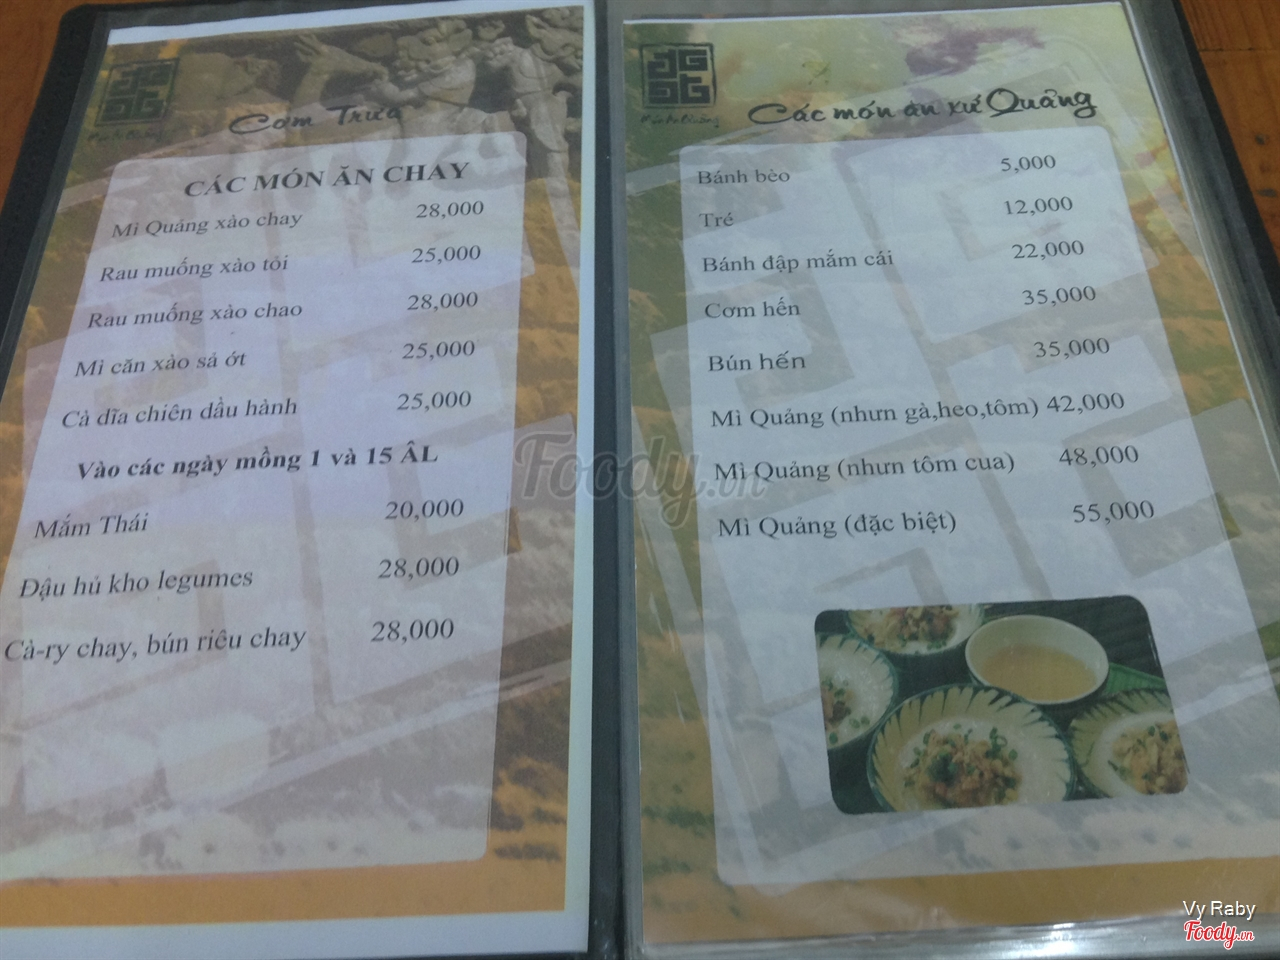 Cơm Trưa
CÁC MÓN ĂN CHAY
Mì Quảng xào chay 28,000
Rau muống xào tỏi 25,000
Rau muống xào chao 28,000
Mì căn xào sả ớt 25,000
Cà dĩa chiên dầu hành 25,000
Vào các ngày mồng 1 và 15 ÂL
Mắm Thái 20,000
Đậu hủ kho legumes 28,000
Cà-ry chay, bún riêu chay 28,000
Các món ăn xứ Quảng
Bánh bèo 5,000
Tré 12,000
Bánh đập mắm cái 22,000
Cơm hến 35,000
Bún hến 35,000
Mì Quảng (nhưn gà,heo,tôm) 42,000
Mì Quảng (nhưn tôm cua) 48,000
Mì Quảng (đặc biệt) 55,000
Foody.vn
Vy Raby
Foody.vn